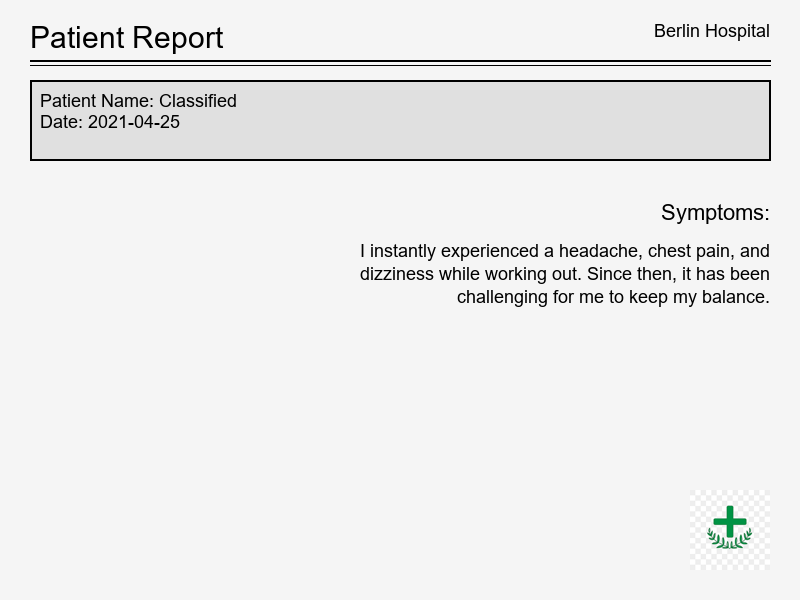 Patient Report
Berlin Hospital
Patient Name: Classified
Date: 2021-04-25
Symptoms:
I instantly experienced a headache, chest pain, and
dizziness while working out. Since then, it has been
challenging for me to keep my balance.